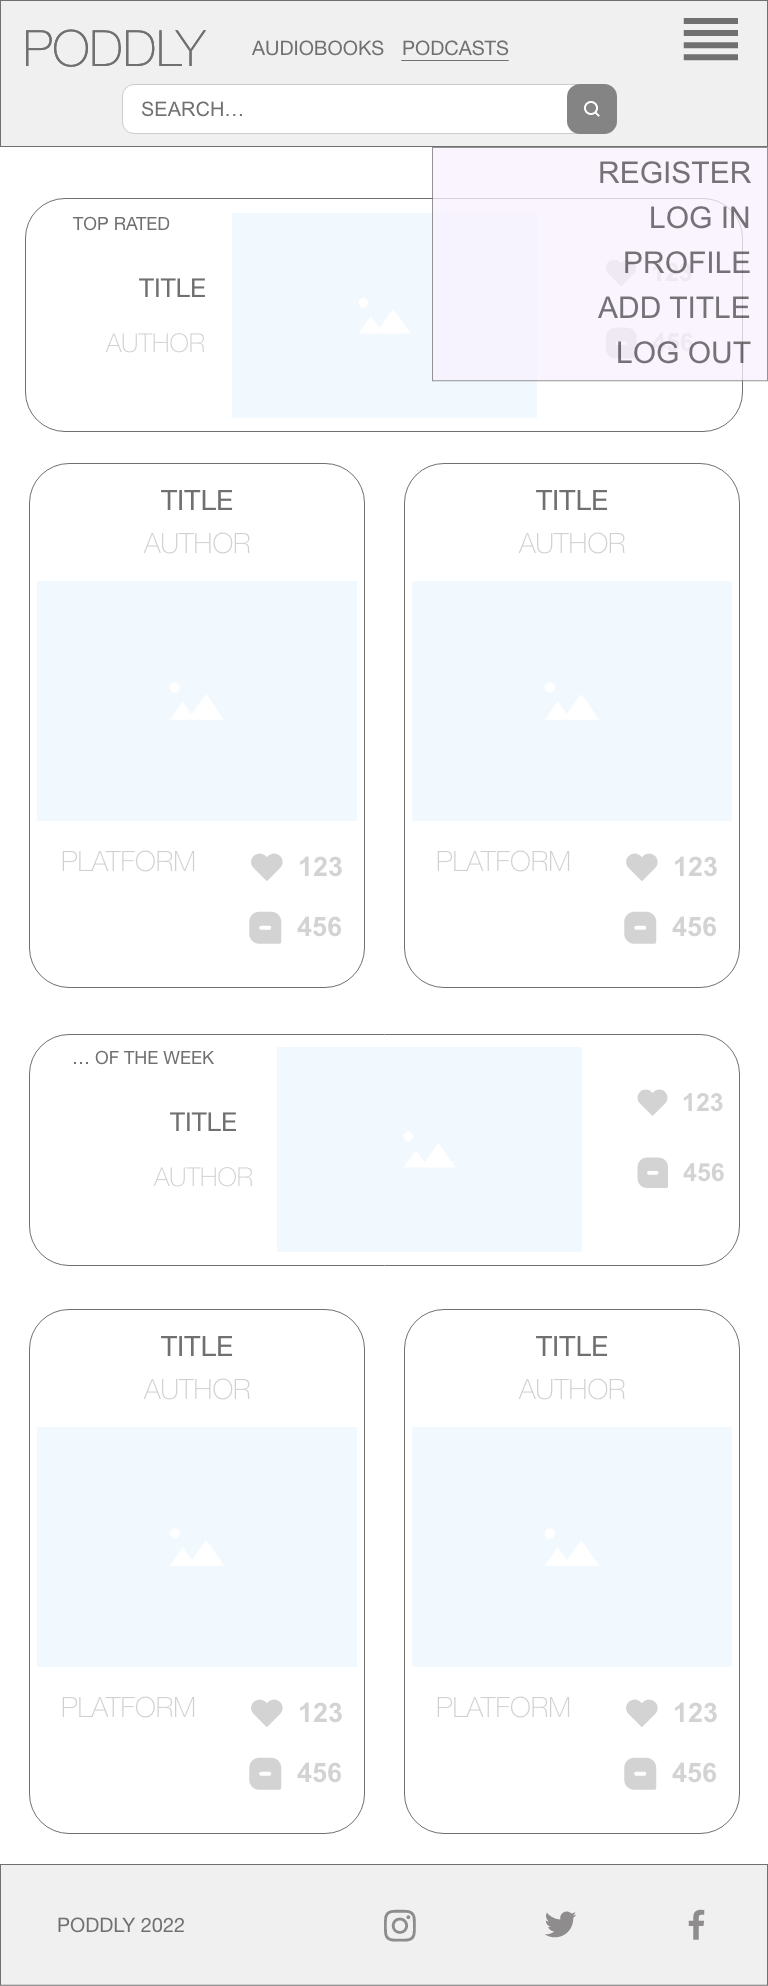 PODDLY
AUDIOBOOKS PODCASTS
SEARCH...
REGISTER
LOG IN
PROFILE
ADD TITLE
LOG OUT
TOP RATED
TITLE
AUTHOR
123
456
TITLE
AUTHOR
PLATFORM
123
456
TITLE
AUTHOR
PLATFORM
123
456
... OF THE WEEK
TITLE
AUTHOR
123
456
TITLE
AUTHOR
PLATFORM
123
456
TITLE
AUTHOR
PLATFORM
123
456
PODDLY 2022